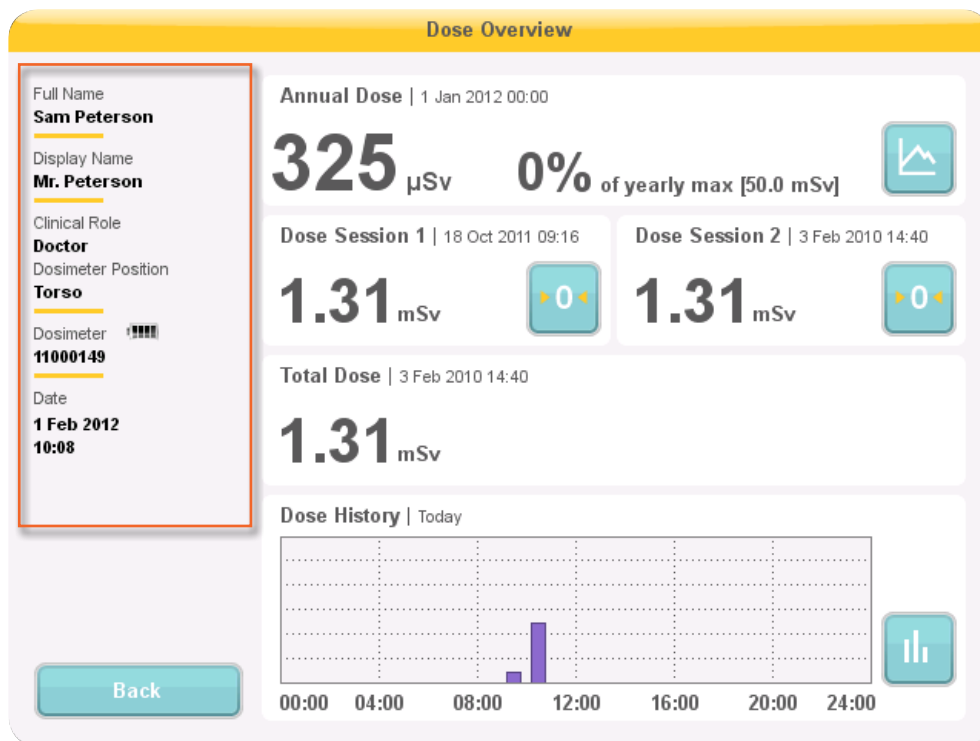 Dose Overview
Full Name
Sam Peterson
Display Name
Mr. Peterson
Clinical Role
Doctor
Dosimeter Position
Torso
Dosimeter
11000149
Date
1 Feb 2012
10:08
Back
Annual Dose | 1 Jan 2012 00:00
325 µSv 0% of yearly max [50.0 mSv]
Dose Session 1 | 18 Oct 2011 09:16
1.31 mSv
0
Dose Session 2 | 3 Feb 2010 14:40
1.31 mSv
0
Total Dose | 3 Feb 2010 14:40
1.31 mSv
Dose History | Today
00:00 04:00 08:00 12:00 16:00 20:00 24:00